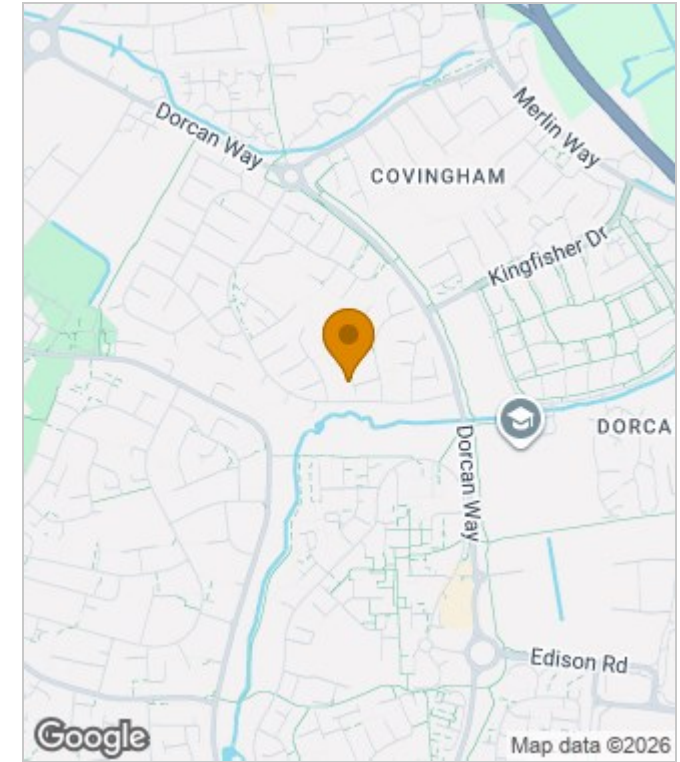 Dorcan Way
Merlin Way
COVINGHAM
Kingfisher Dr
DORCA
Dorcan Way
Edison Rd
Google
Map data ©2026